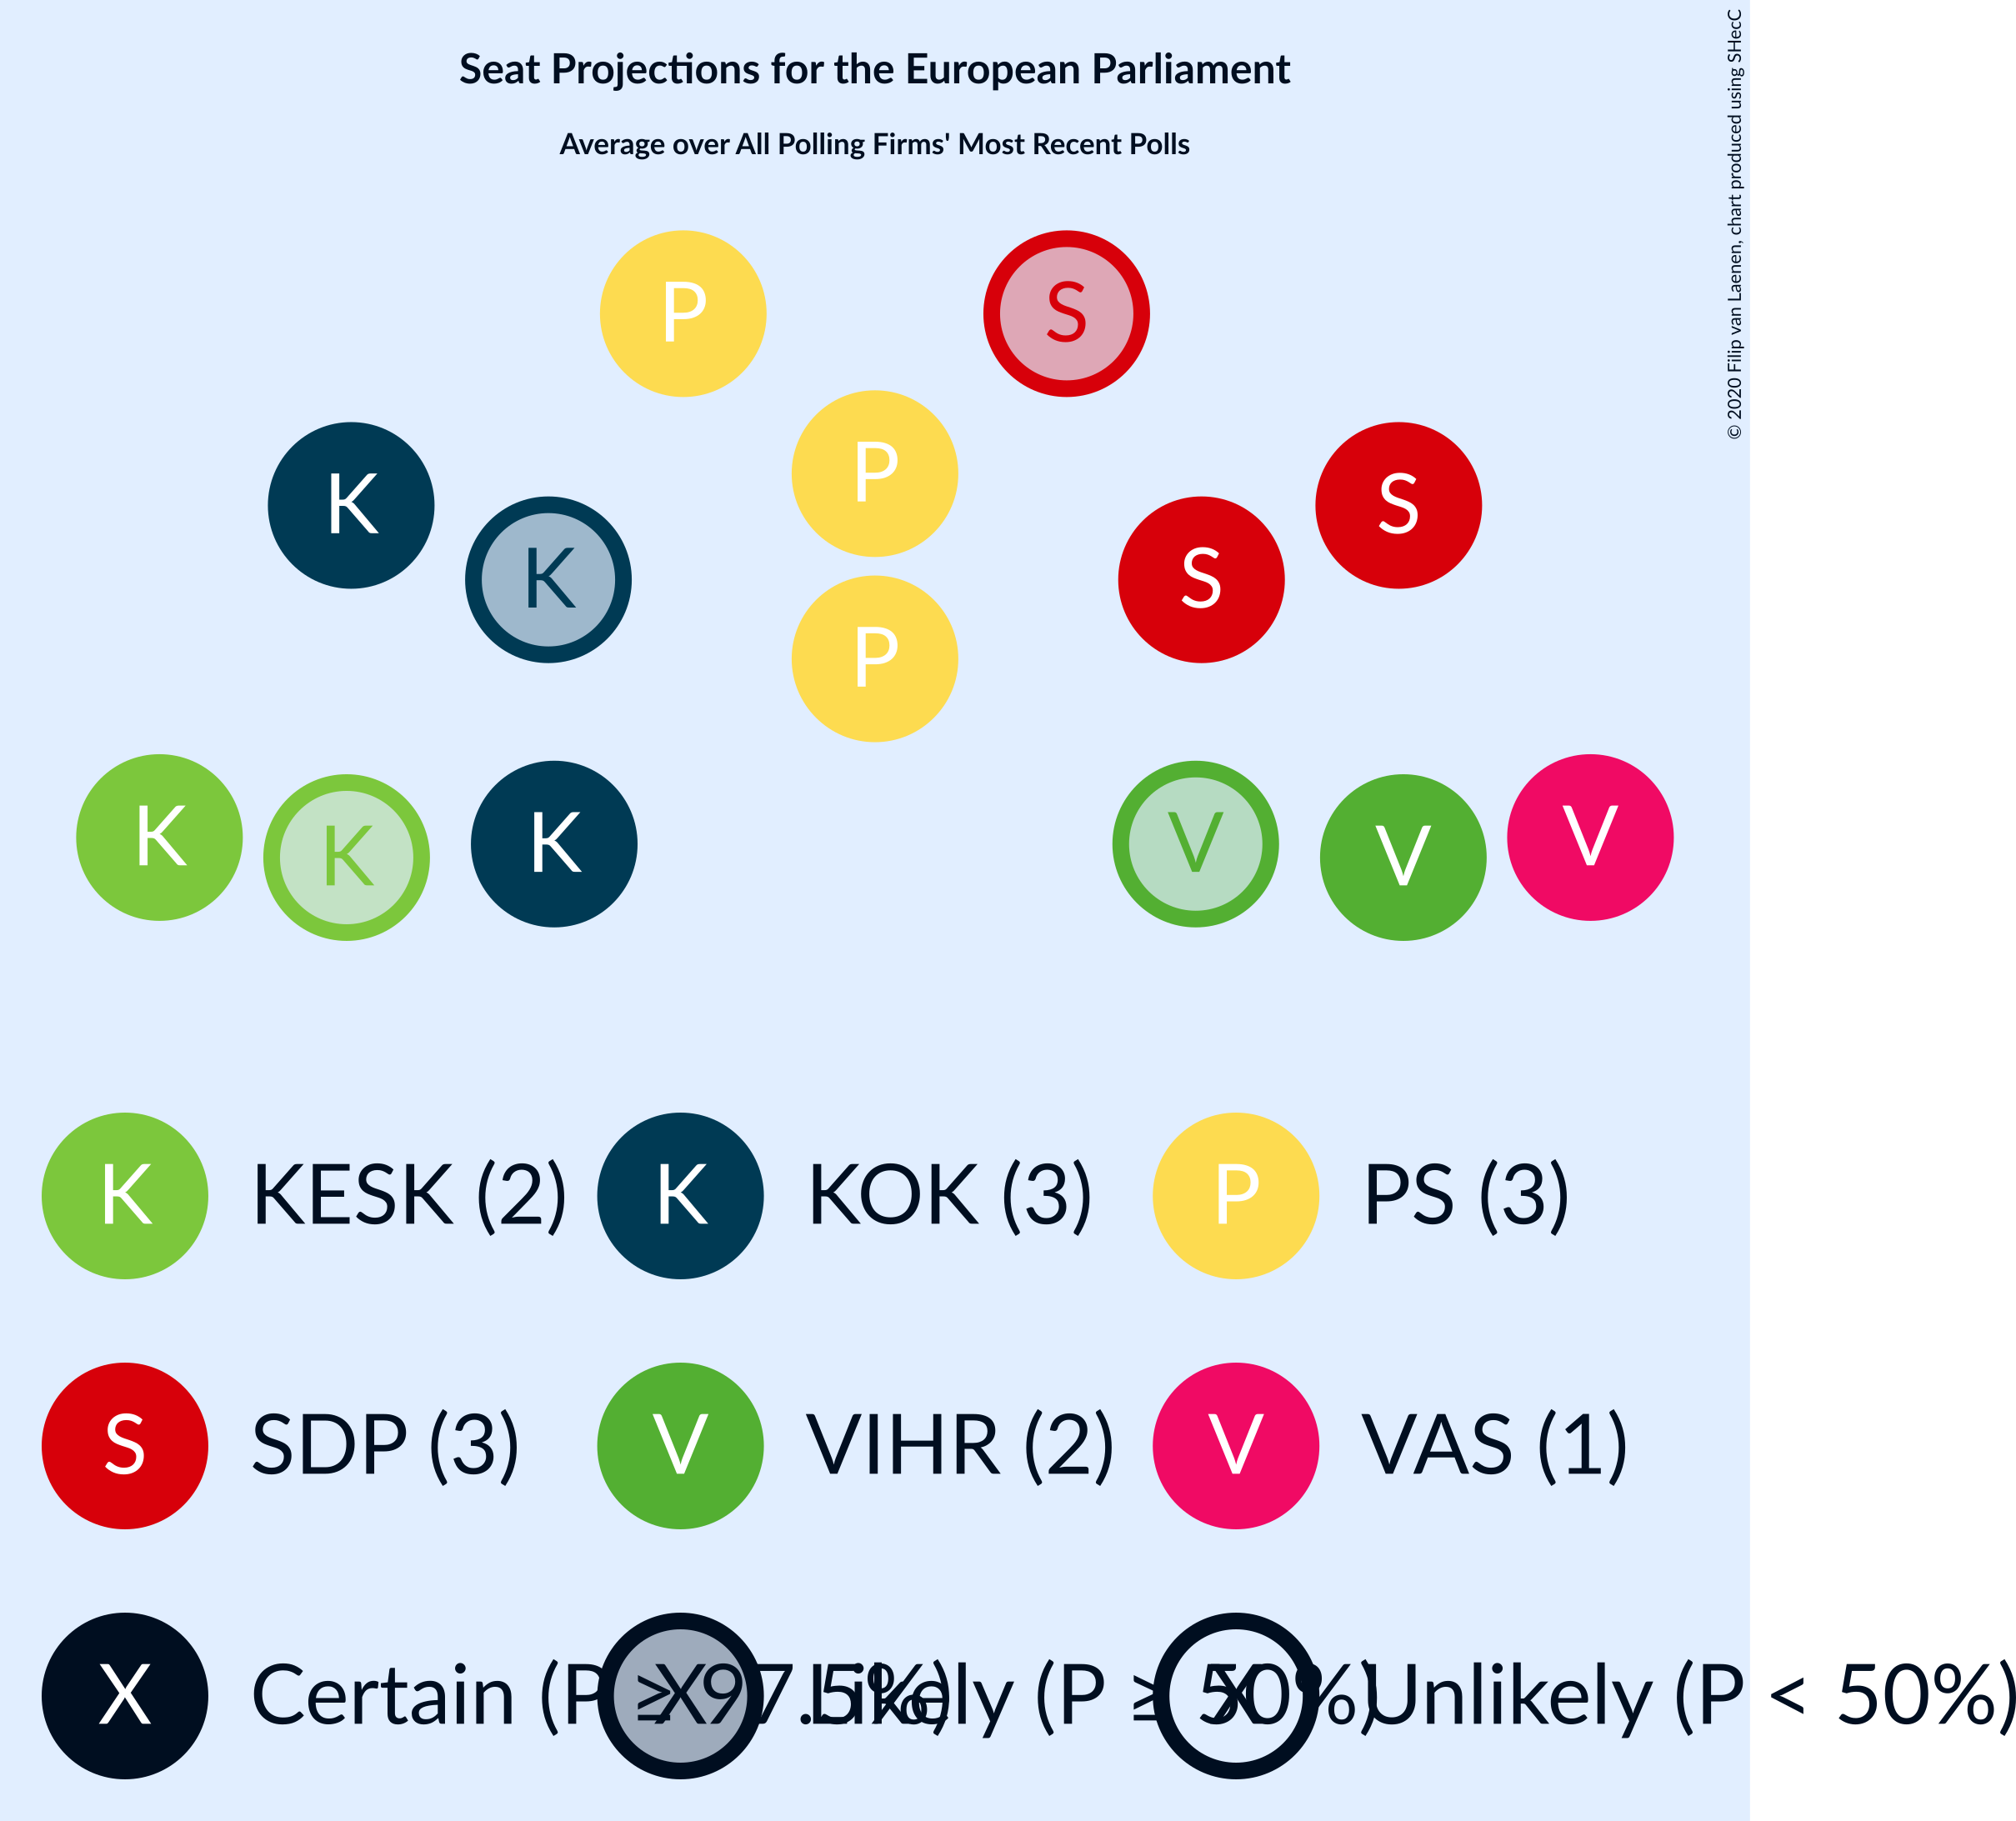 Seat Projections for the European Parliament
Average over All Polling Firms' Most Recent Polls
© 2020 Filip van Laenen, chart produced using SHecC
P
S
K
P
S
K
S
P
K
K
K
V
V
V
K KESK (2)
K KOK (3)
P PS (3)
S SDP (3)
V VIHR (2)
V VAS (1)
X Certain (P ≥ 97.5%)
X Likely (P ≥ 50%)
X Unlikely (P < 50%)